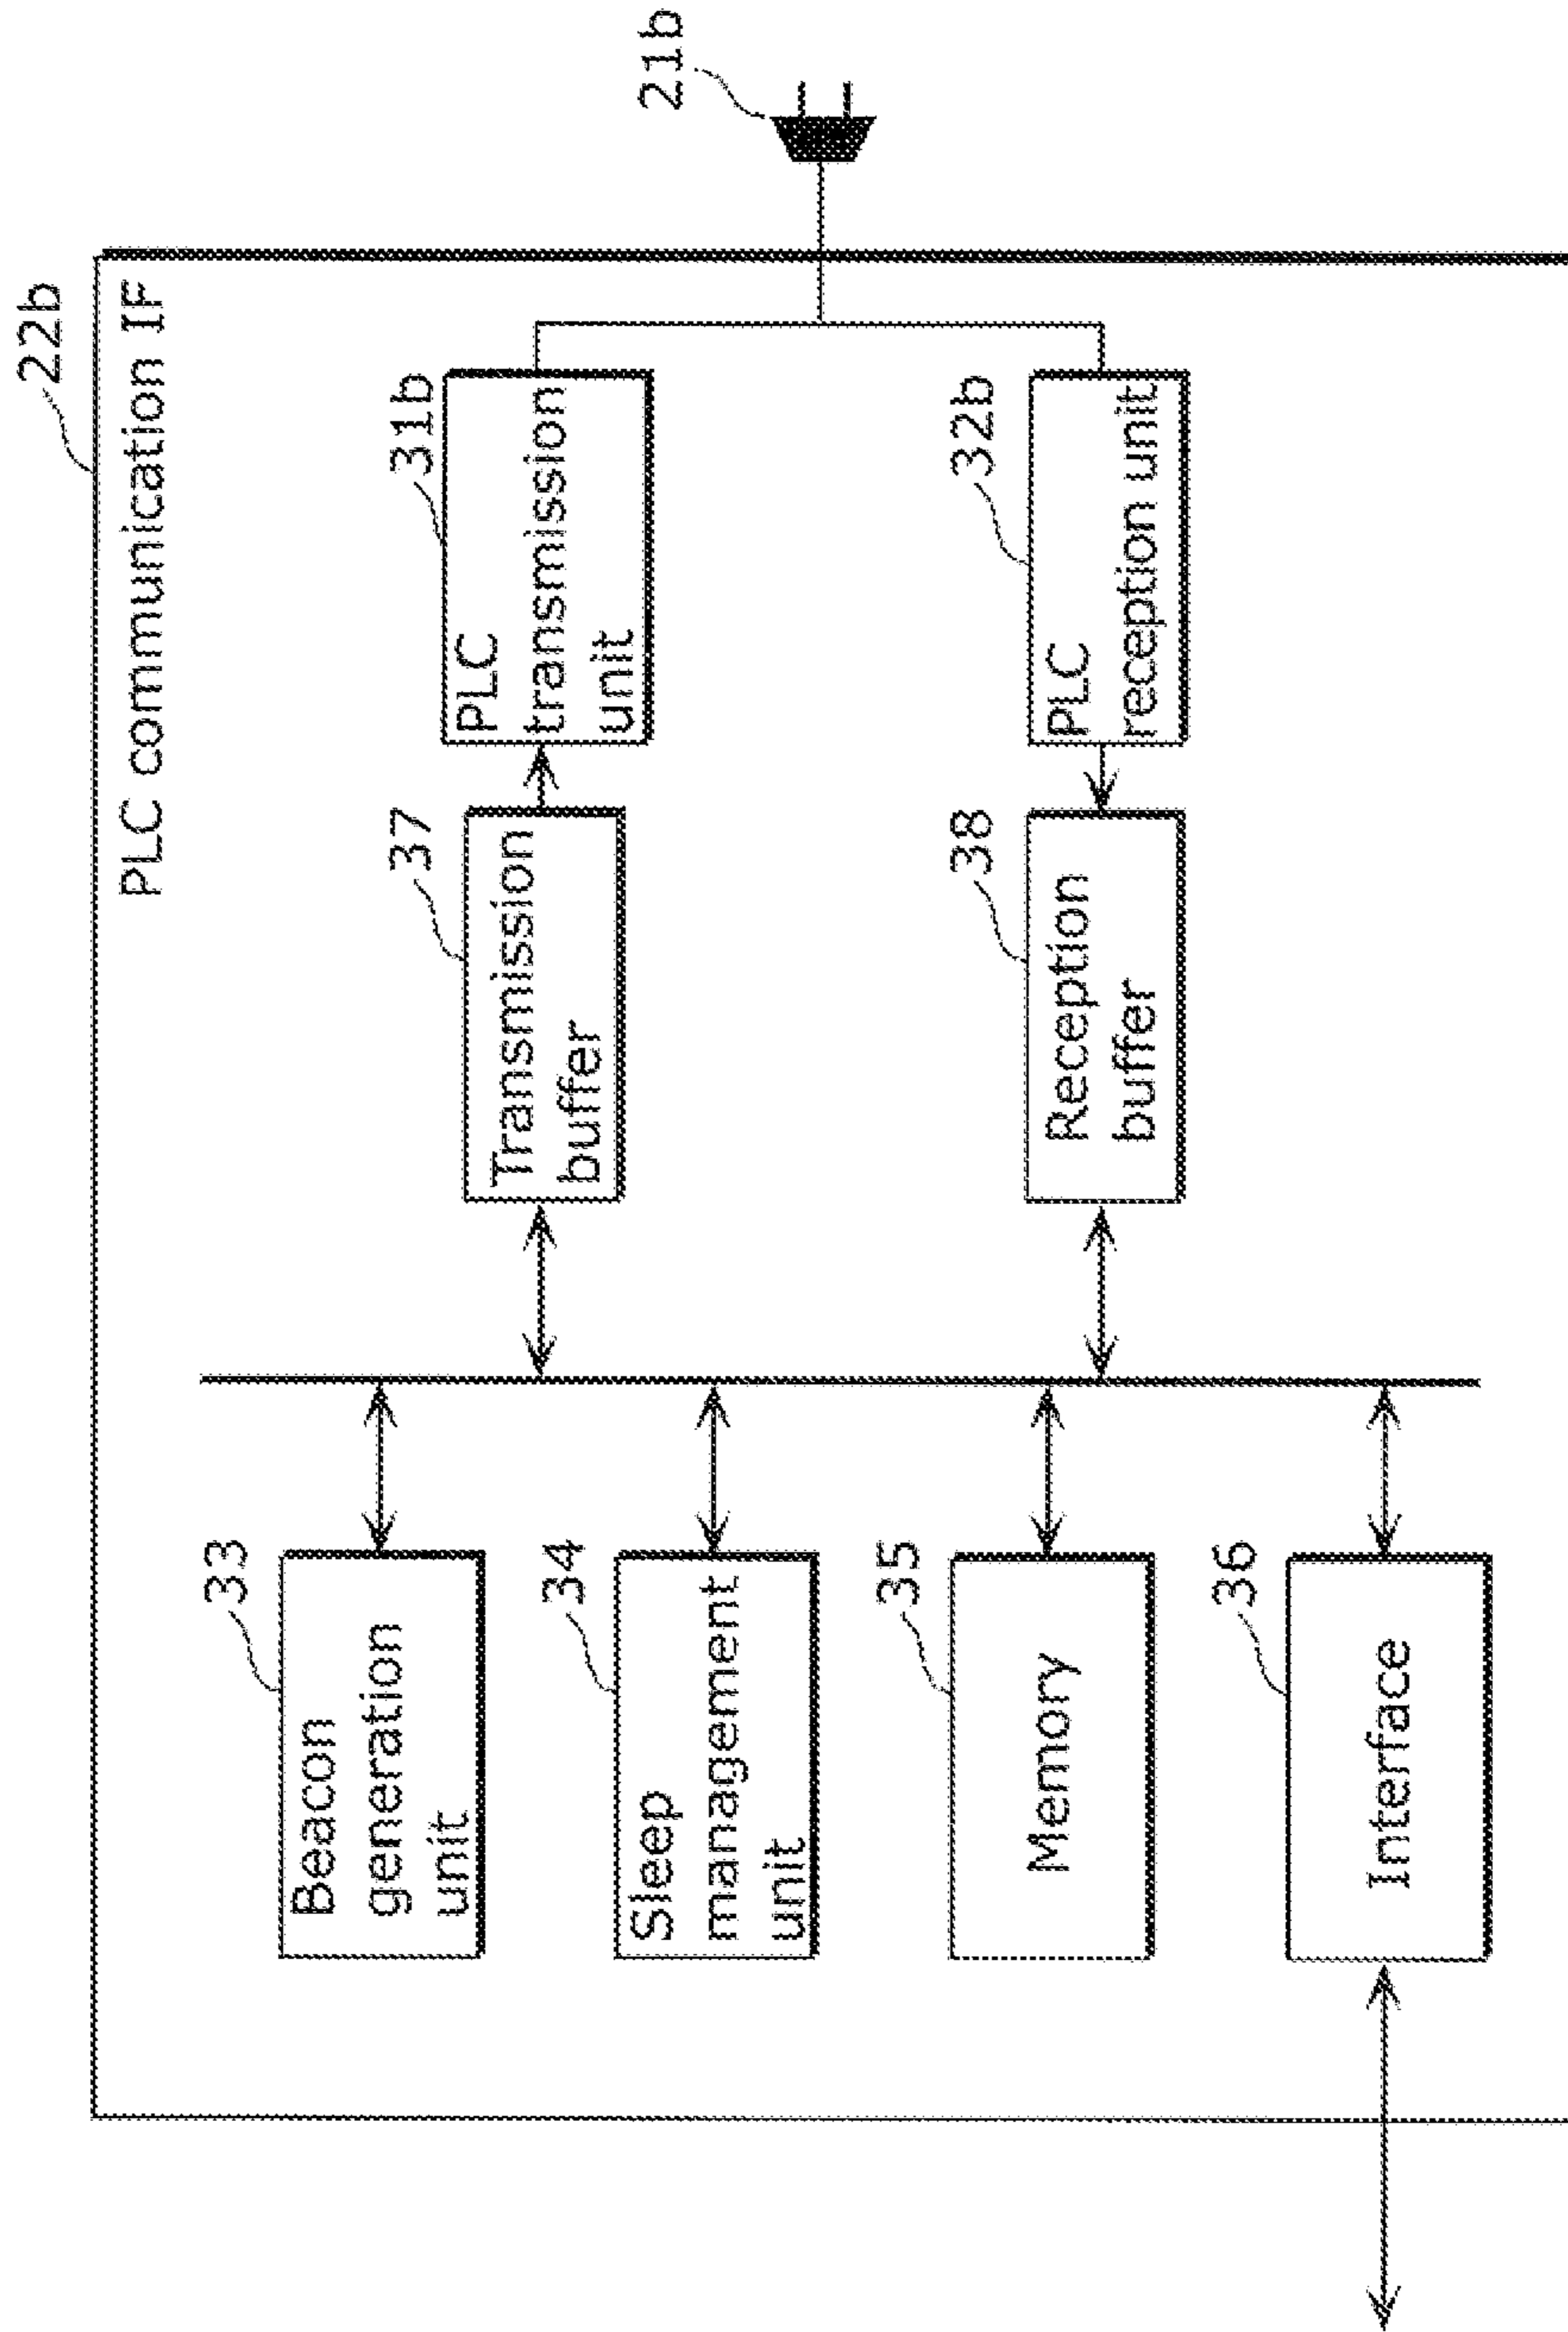 22b
PLC communication IF
33
Beacon
generation
unit
34
Sleep
management
unit
35
Memory
36
Interface
37
Transmission
buffer
31b
PLC
transmission
unit
38
Reception
buffer
32b
PLC
reception unit
21b